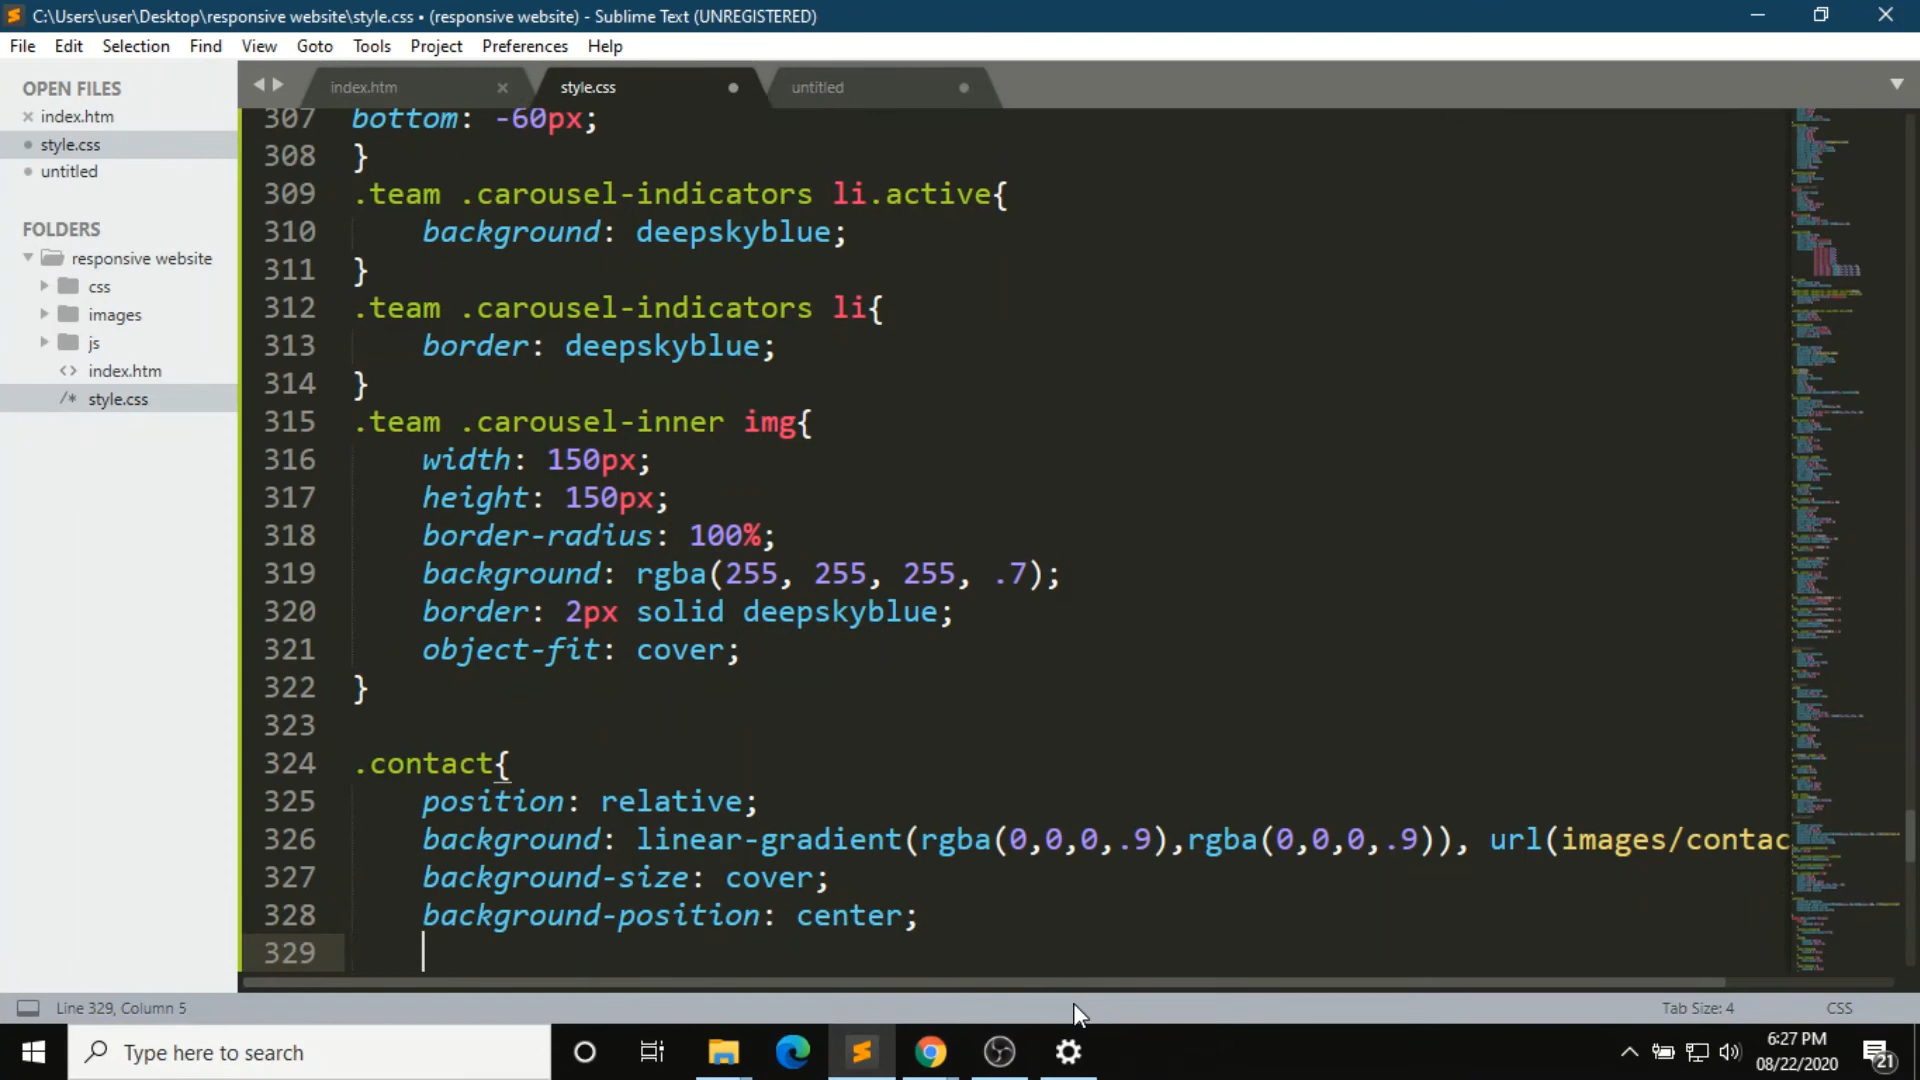 C:\Users\user\Desktop\responsive website\style.css • (responsive website) - Sublime Text (UNREGISTERED)
File Edit Selection Find View Goto Tools Project Preferences Help
OPEN FILES
index.htm
style.css
untitled
FOLDERS
responsive website
css
images
js
index.htm
style.css
index.htm style.css untitled
307 bottom: -60px;
308 }
309 .team .carousel-indicators li.active{
310 background: deepskyblue;
311 }
312 .team .carousel-indicators li{
313 border: deepskyblue;
314 }
315 .team .carousel-inner img{
316 width: 150px;
317 height: 150px;
318 border-radius: 100%;
319 background: rgba(255, 255, 255, .7);
320 border: 2px solid deepskyblue;
321 object-fit: cover;
322 }
323
324 .contact{
325 position: relative;
326 background: linear-gradient(rgba(0,0,0,.9),rgba(0,0,0,.9)), url(images/contac
327 background-size: cover;
328 background-position: center;
329
Line 329, Column 5 Tab Size: 4 CSS
Type here to search
6:27 PM
08/22/2020
21